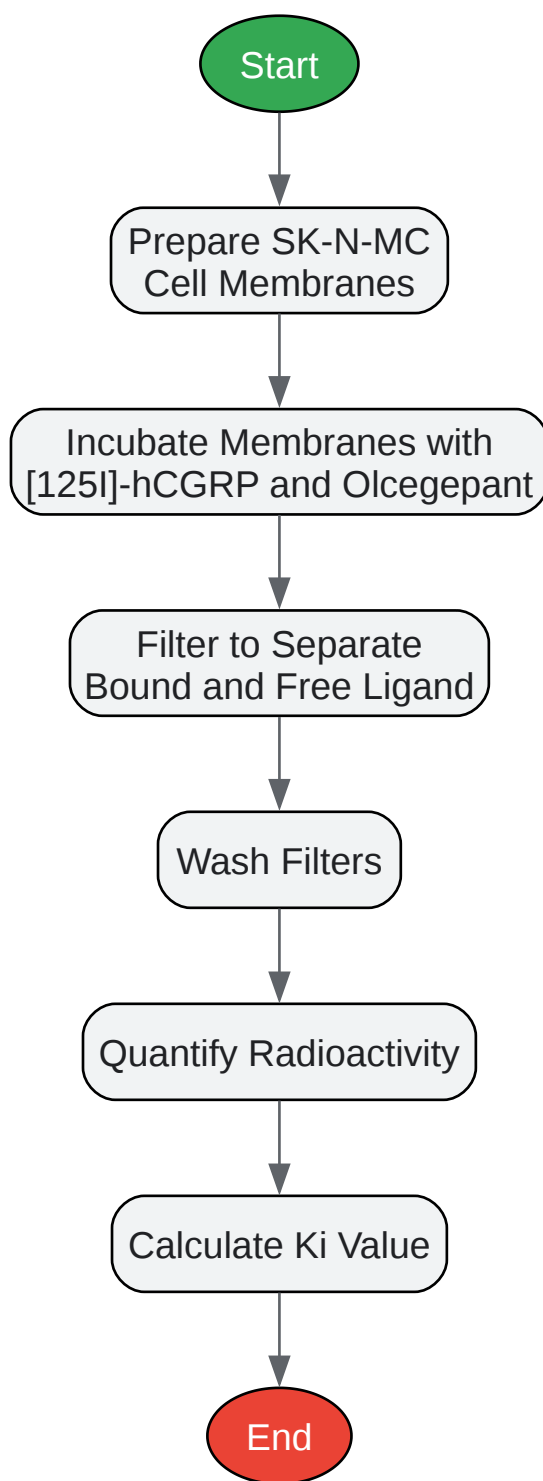 Start
Prepare SK-N-MC
Cell Membranes
Incubate Membranes with
[125I]-hCGRP and Olcegepant
Filter to Separate
Bound and Free Ligand
Wash Filters
Quantify Radioactivity
Calculate Ki Value
End